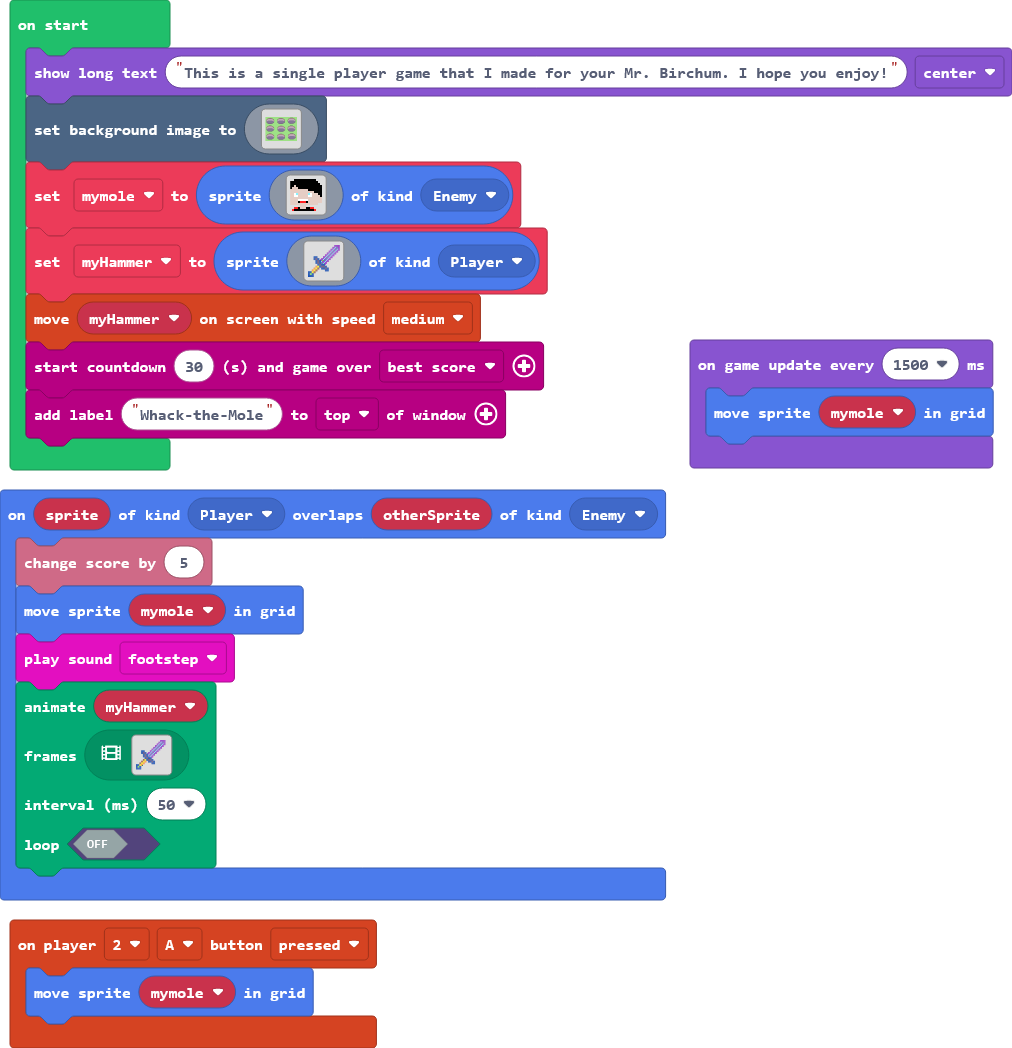 on start
show long text "This is a single player game that I made for your Mr. Birchum. I hope you enjoy!" center
set background image to
set mymole to sprite of kind Enemy
set myHammer to sprite of kind Player
move myHammer on screen with speed medium
start countdown 30 (s) and game over best score
add label "Whack-the-Mole" to top of window
on game update every 1500 ms
move sprite mymole in grid
on sprite of kind Player overlaps otherSprite of kind Enemy
change score by 5
move sprite mymole in grid
play sound footstep
animate myHammer
frames
interval (ms) 50
loop OFF
on player 2 A button pressed
move sprite mymole in grid